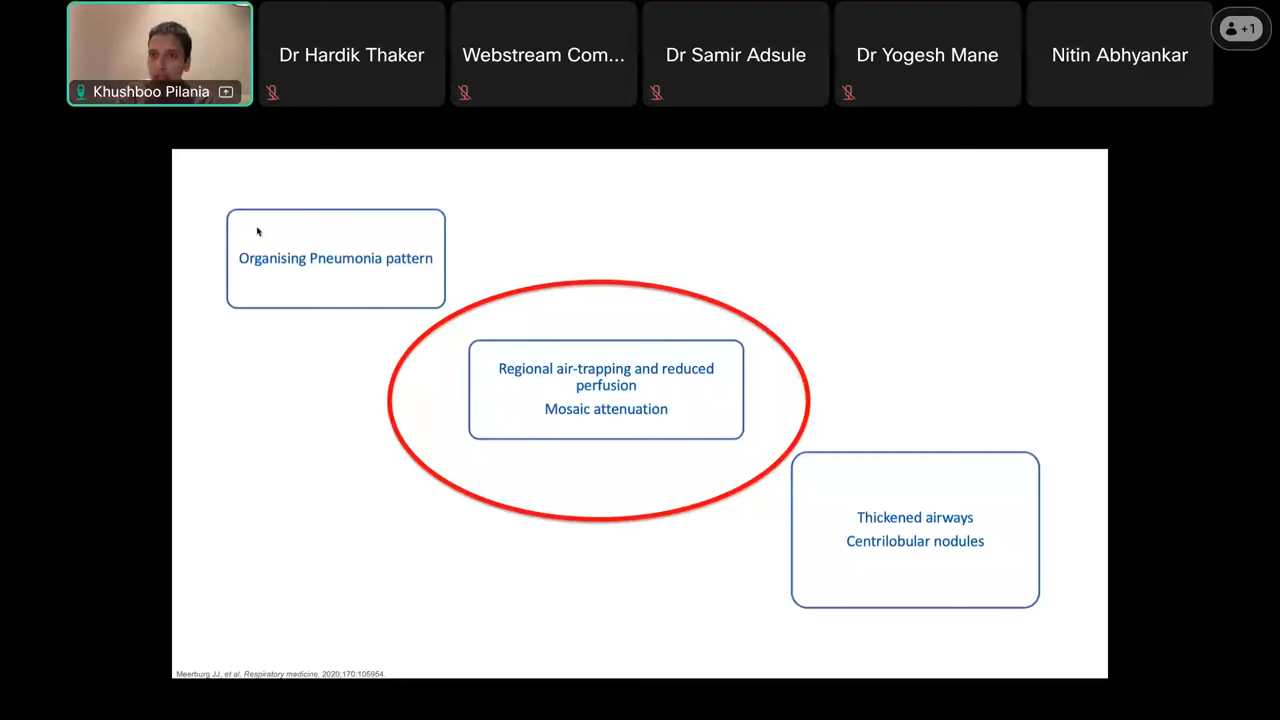 Khushboo Pilania
Dr Hardik Thaker
Webstream Com...
Dr Samir Adsule
Dr Yogesh Mane
Nitin Abhyankar
+1
Organising Pneumonia pattern
Regional air-trapping and reduced
perfusion
Mosaic attenuation
Thickened airways
Centrilobular nodules
Meerburg JJ, et al. Respiratory medicine. 2020;170:105954.